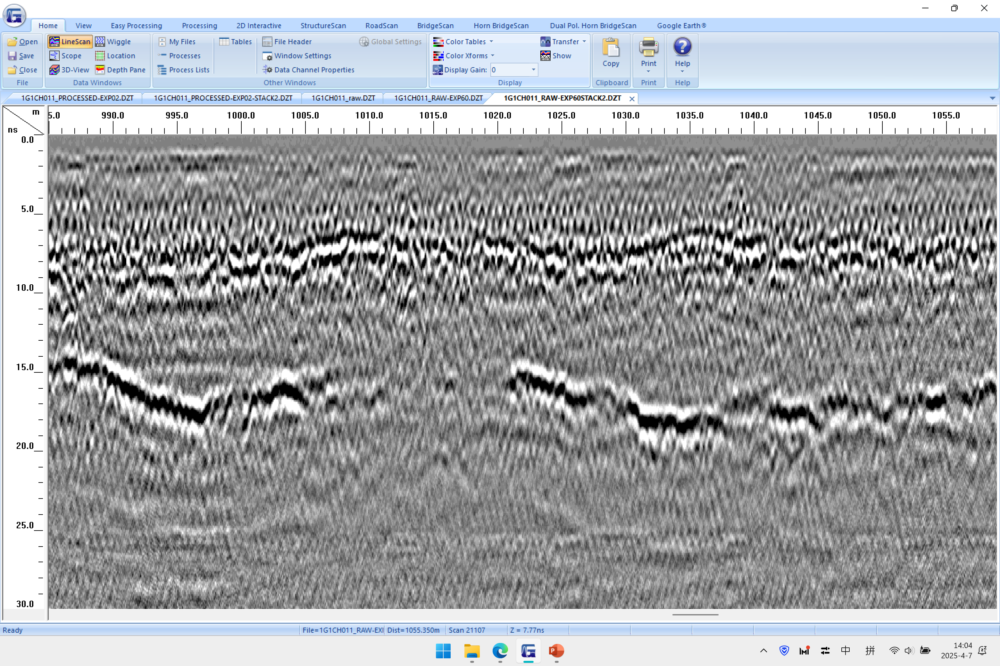 Home View Easy Processing Processing 2D Interactive StructureScan RoadScan BridgeScan Horn BridgeScan Dual Pol. Horn BridgeScan Google Earth®
Open LineScan Wiggle My Files Tables File Header Global Settings Color Tables Transfer
Save Scope Location Processes Window Settings Color Xforms Show Copy Print Help
Close 3D-View Depth Pane Process Lists Data Channel Properties Display Gain: 0
File Data Windows Other Windows Display Clipboard Print Help
1G1CH011_PROCESSED-EXP02.DZT 1G1CH011_PROCESSED-EXP02-STACK2.DZT 1G1CH011_raw.DZT 1G1CH011_RAW-EXP60.DZT 1G1CH011_RAW-EXP60STACK2.DZT
m 5.0 990.0 995.0 1000.0 1005.0 1010.0 1015.0 1020.0 1025.0 1030.0 1035.0 1040.0 1045.0 1050.0 1055.0
ns
0.0
5.0
10.0
15.0
20.0
25.0
30.0
Ready File=1G1CH011_RAW-EXI Dist=1055.350m Scan 21107 Z = 7.77ns
P 中 拼 14:04
2025-4-7